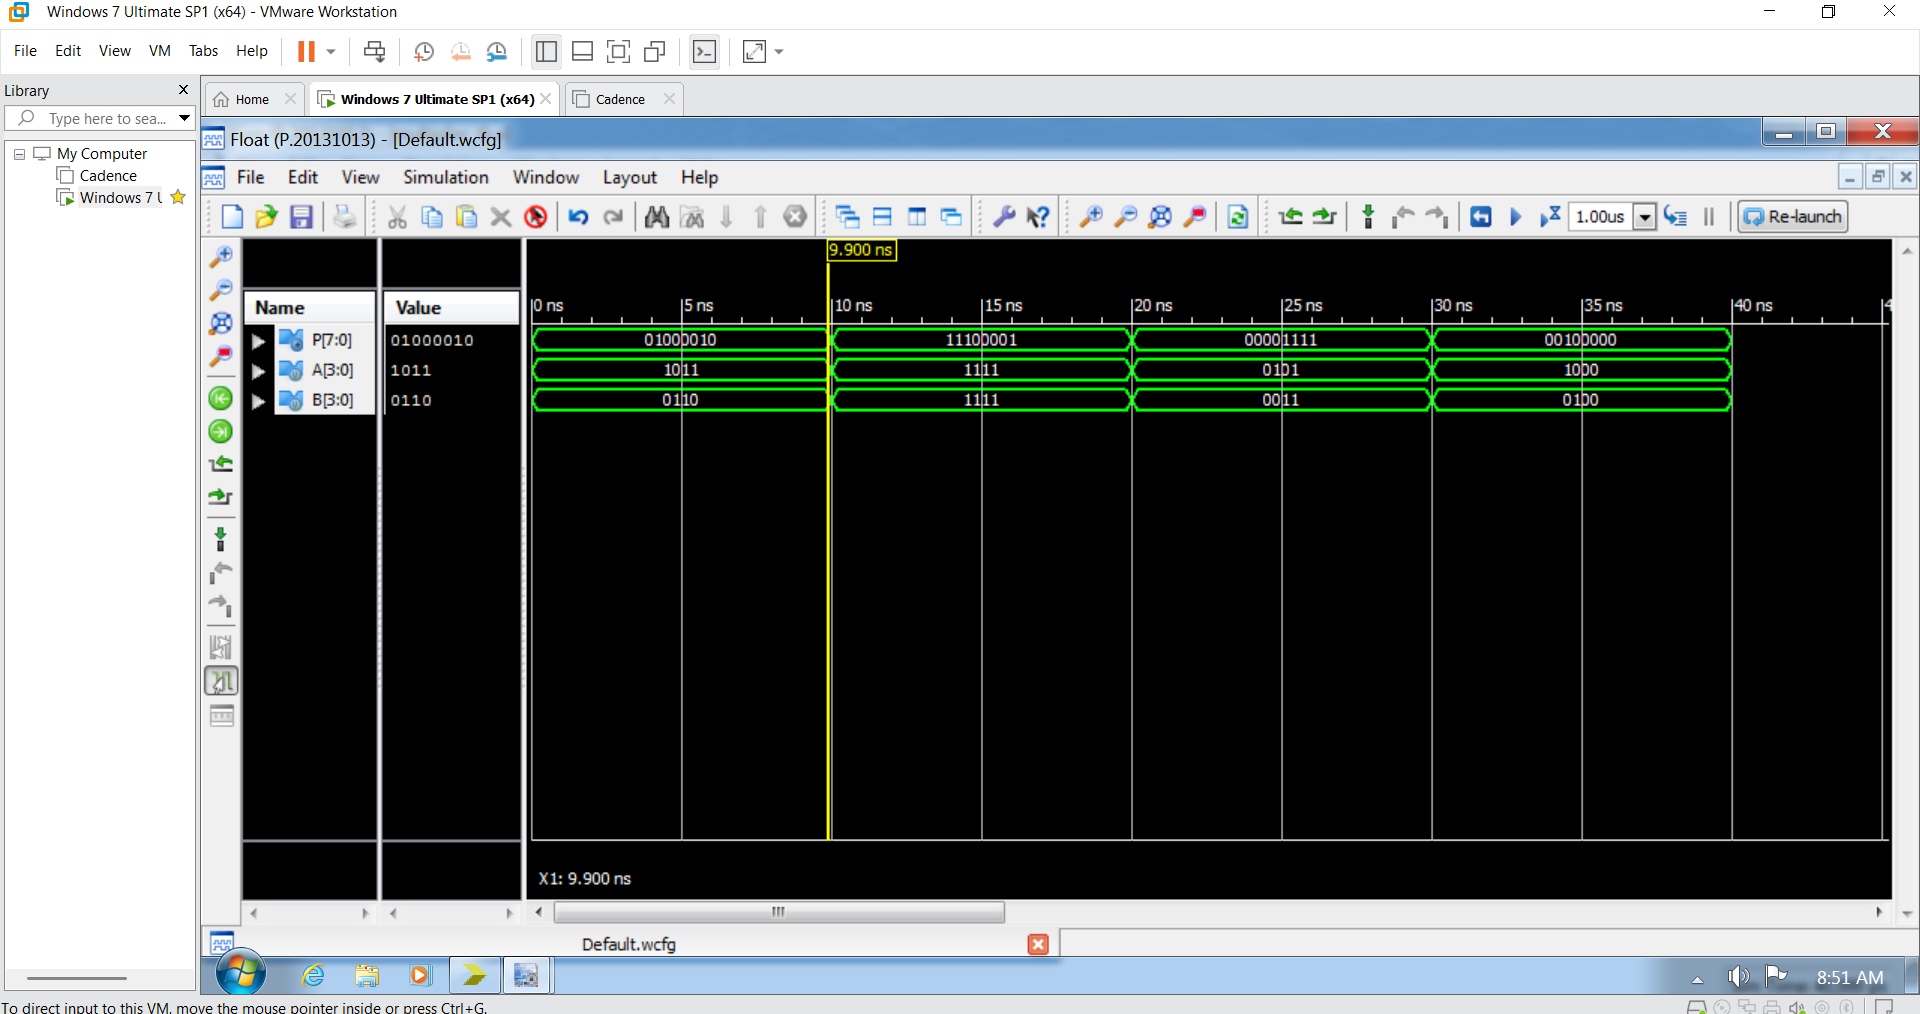 Windows 7 Ultimate SP1 (x64) - VMware Workstation
File Edit View VM Tabs Help
Library
Type here to sea...
My Computer
Cadence
Windows 7 U
Home
Windows 7 Ultimate SP1 (x64)
Cadence
Float (P.20131013) - [Default.wcfg]
File Edit View Simulation Window Layout Help
1.00us
Re-launch
9.900 ns
Name Value
0 ns 5 ns 10 ns 15 ns 20 ns 25 ns 30 ns 35 ns 40 ns 4
P[7:0] 01000010 01000010 11100001 00001111 00100000
A[3:0] 1011 1011 1111 0101 1000
B[3:0] 0110 0110 1111 0011 0100
X1: 9.900 ns
Default.wcfg
8:51 AM
To direct input to this VM, move the mouse pointer inside or press Ctrl+G.